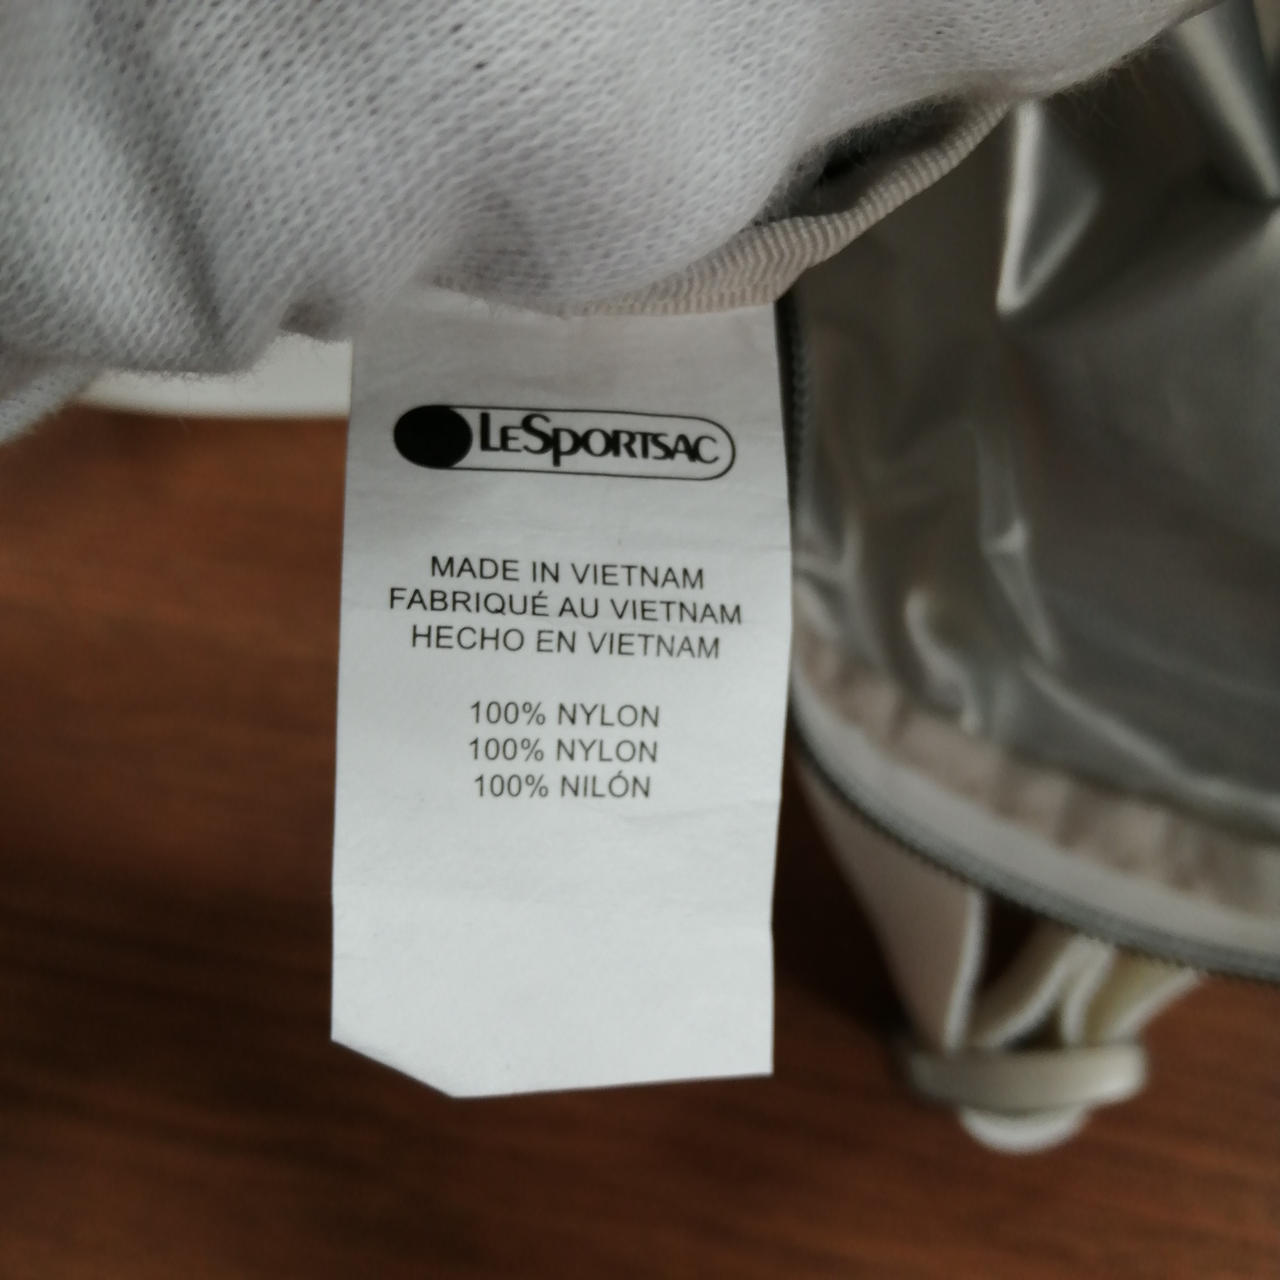 LeSportsac
MADE IN VIETNAM
FABRIQUÉ AU VIETNAM
HECHO EN VIETNAM
100% NYLON
100% NYLON
100% NILÓN